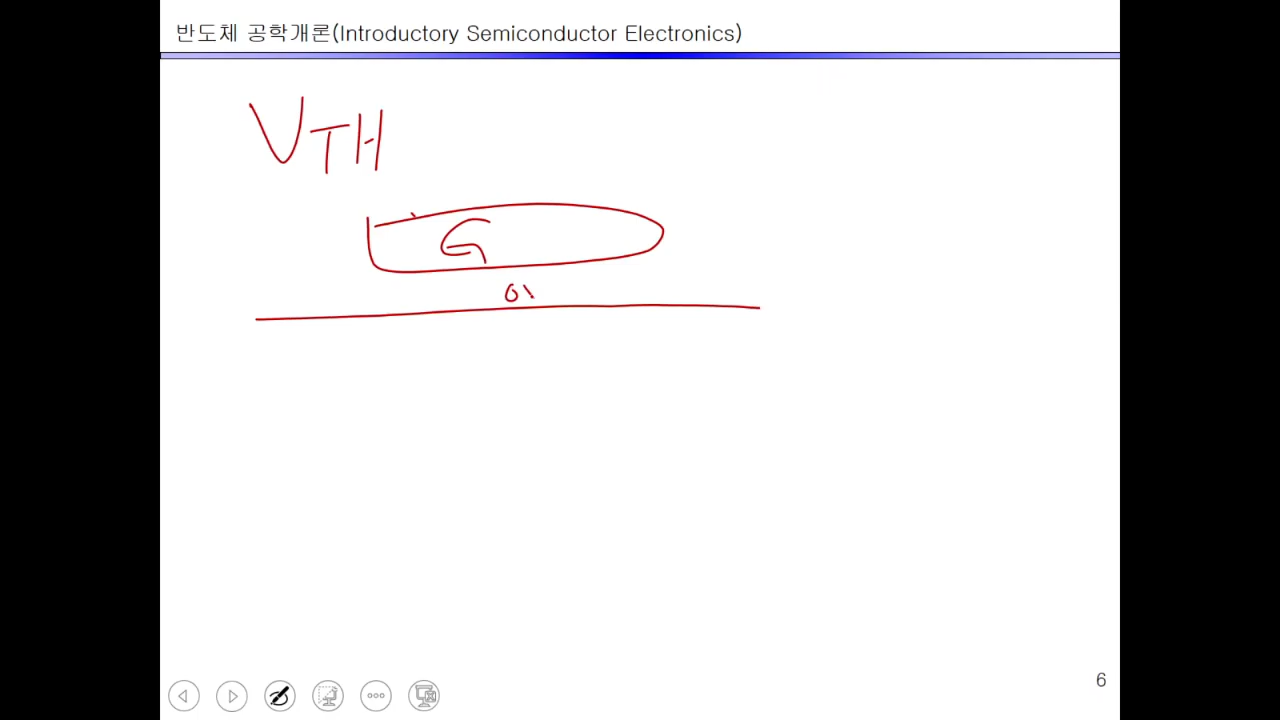 반도체 공학개론(Introductory Semiconductor Electronics)
VTH
G
6